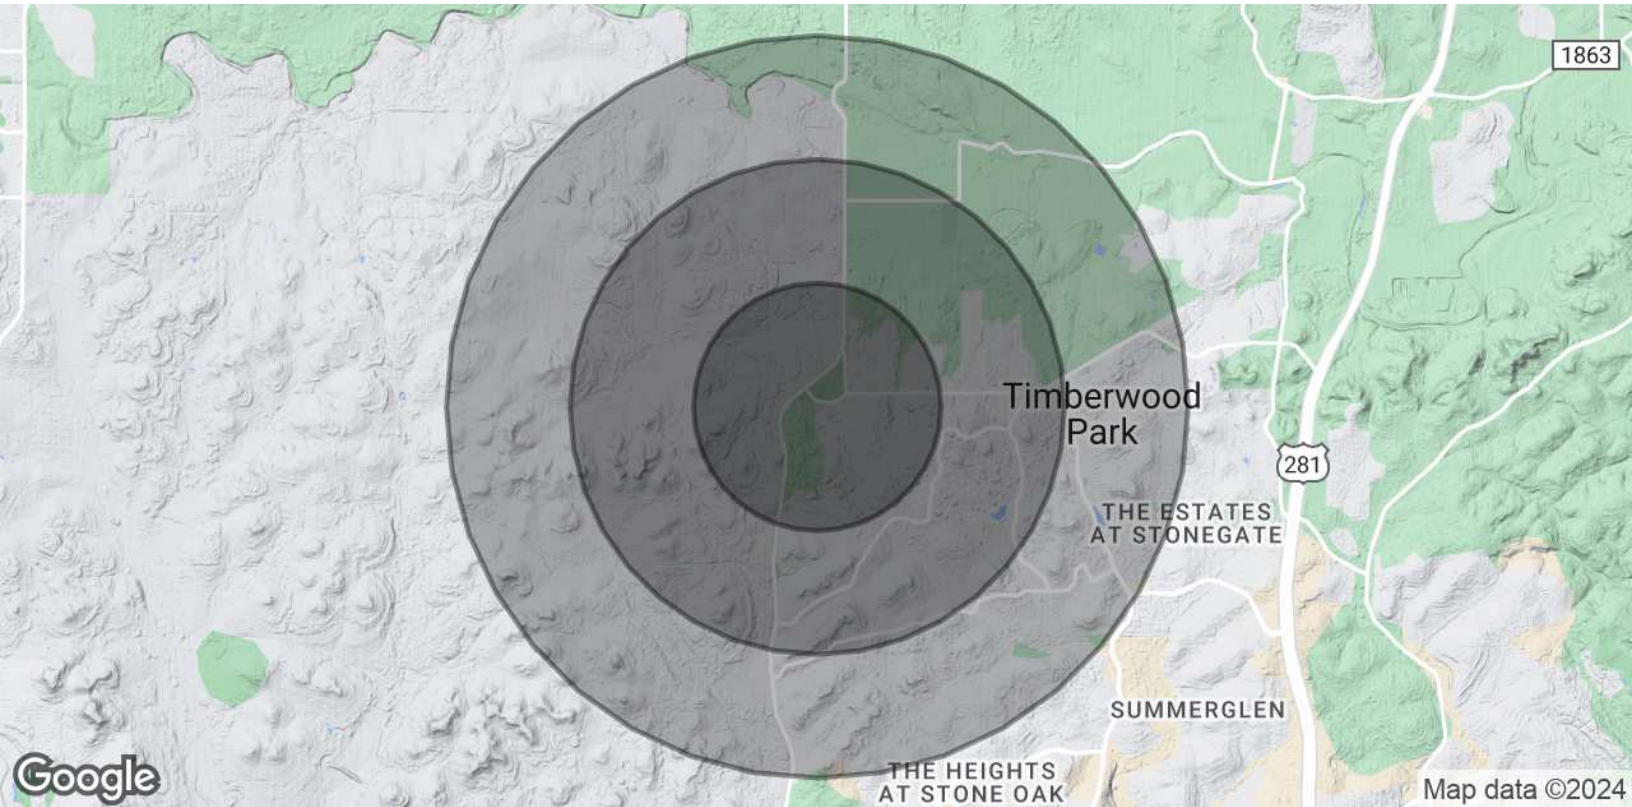 1863
Timberwood
Park
281
THE ESTATES
AT STONEGATE
SUMMERGLEN
THE HEIGHTS
AT STONE OAK
Google
Map data ©2024